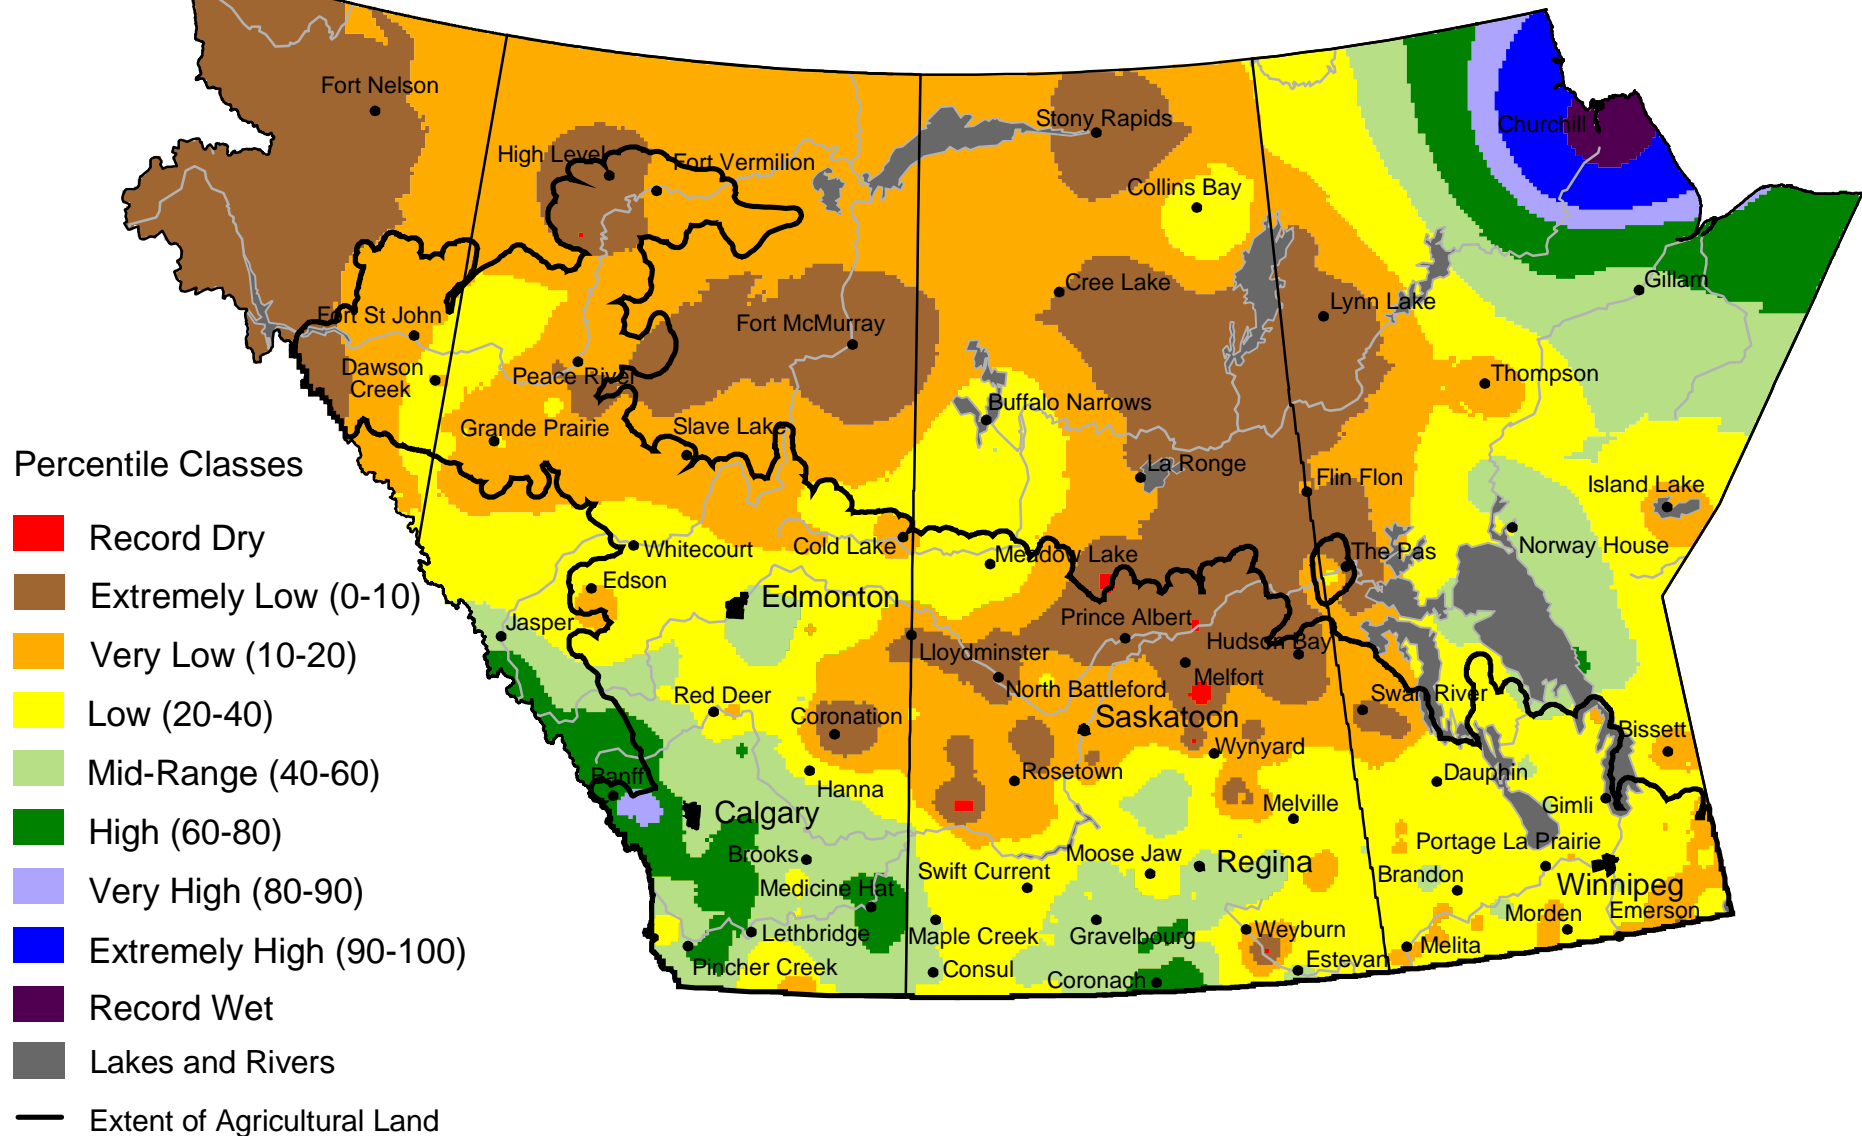 Fort Nelson
Stony Rapids
Churchill
High Level
Fort Vermilion
Collins Bay
Cree Lake
Gillam
Lynn Lake
Fort St John
Fort McMurray
Dawson
Creek
Peace River
Thompson
Buffalo Narrows
Grande Prairie
Slave Lake
La Ronge
Flin Flon
Island Lake
Cold Lake
Whitecourt
Meadow Lake
The Pas
Norway House
Edson
Edmonton
Jasper
Prince Albert
Hudson Bay
Lloydminster
Melfort
North Battleford
Red Deer
Swan River
Coronation
Saskatoon
Bissett
Wynyard
Banff
Rosetown
Dauphin
Hanna
Melville
Gimli
Calgary
Portage La Prairie
Brooks
Moose Jaw
Regina
Swift Current
Brandon
Winnipeg
Medicine Hat
Morden
Emerson
Lethbridge
Maple Creek
Gravelbourg
Weyburn
Melita
Pincher Creek
Consul
Estevan
Coronach
Percentile Classes
Record Dry
Extremely Low (0-10)
Very Low (10-20)
Low (20-40)
Mid-Range (40-60)
High (60-80)
Very High (80-90)
Extremely High (90-100)
Record Wet
Lakes and Rivers
Extent of Agricultural Land